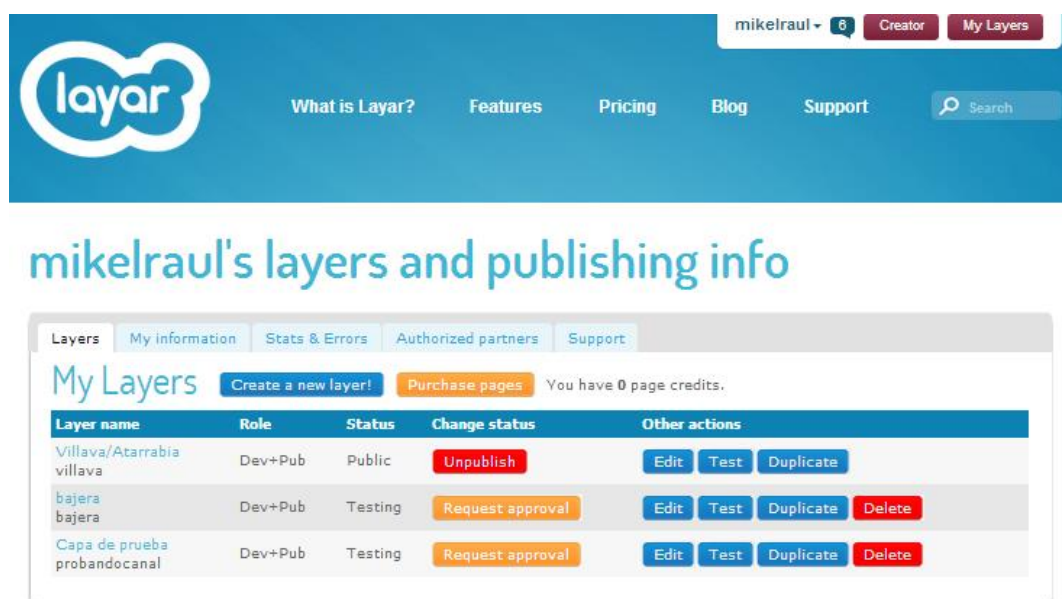 mikelraul 6 Creator My Layers
layar
What is Layar? Features Pricing Blog Support Search
mikelraul's layers and publishing info
Layers My information Stats & Errors Authorized partners Support
My Layers Create a new layer! Purchase pages You have 0 page credits.
Layer name Role Status Change status Other actions
Villava/Atarrabia
villava Dev+Pub Public Unpublish Edit Test Duplicate
bajera
bajera Dev+Pub Testing Request approval Edit Test Duplicate Delete
Capa de prueba
probandocanal Dev+Pub Testing Request approval Edit Test Duplicate Delete